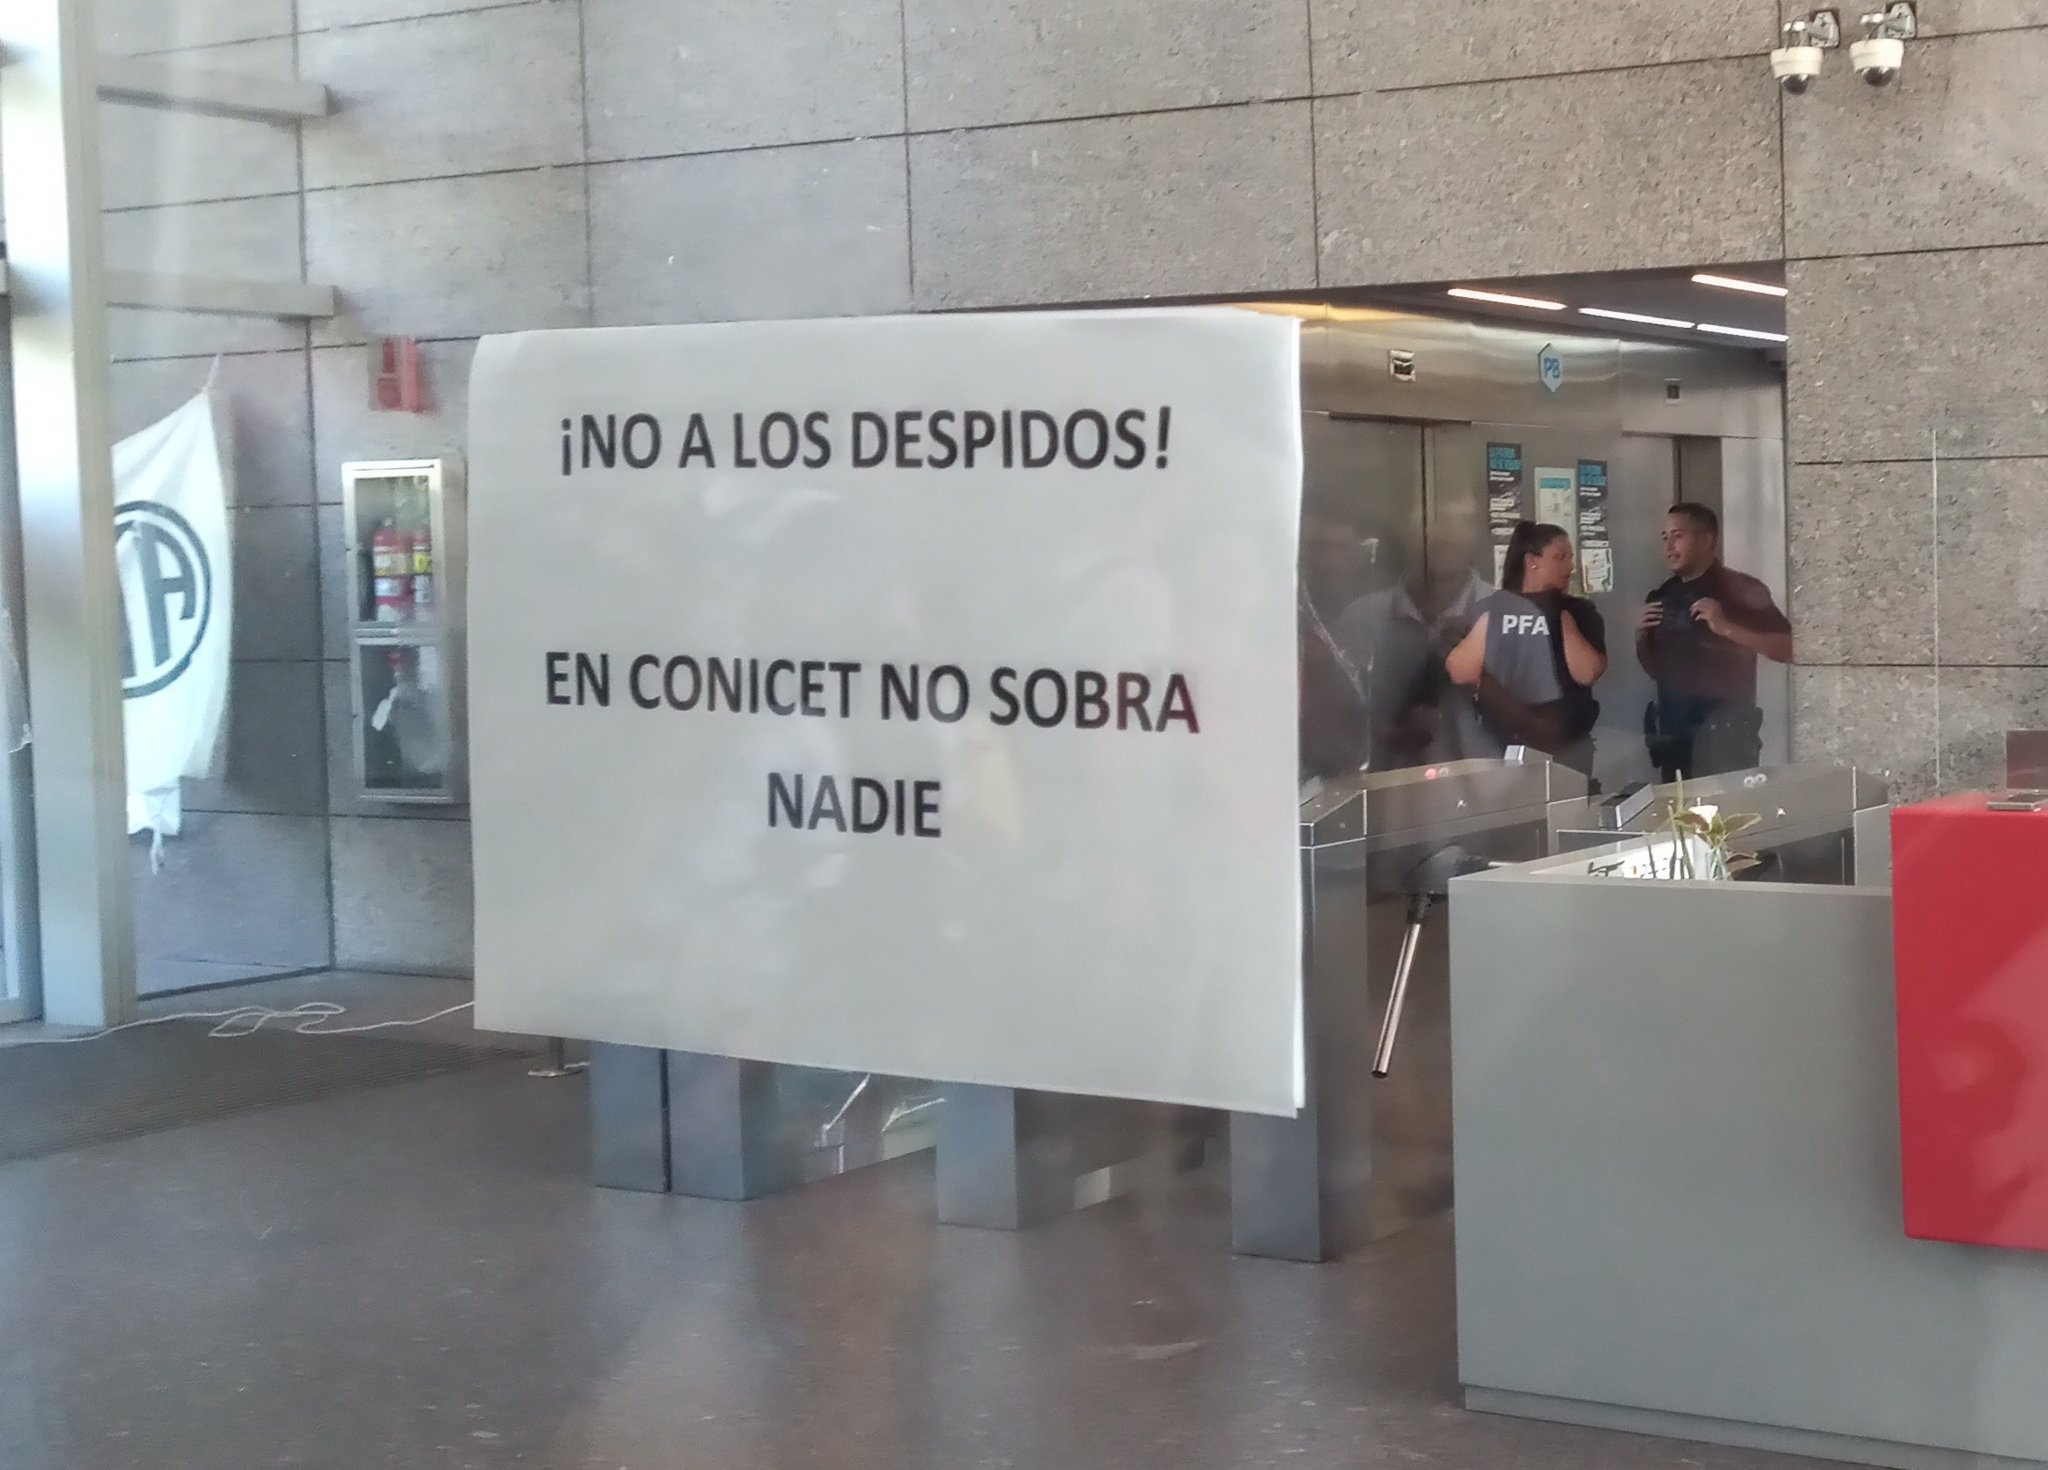 ¡NO A LOS DESPIDOS!
EN CONICET NO SOBRA
NADIE
PFA
PB